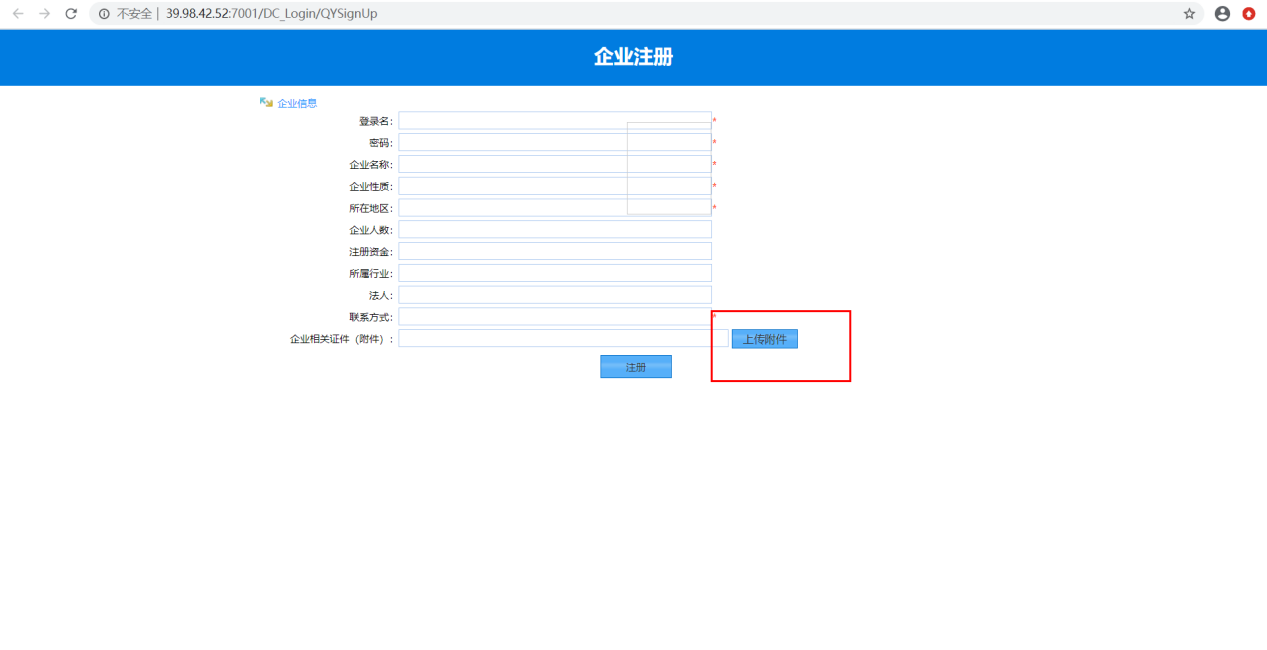 不安全 | 39.98.42.52:7001/DC_Login/QYSignUp
企业注册
企业信息
登录名： *
密码： *
企业名称： *
企业性质： *
所在地区： *
企业人数：
注册资金：
所属行业：
法人：
联系方式： *
企业相关证件（附件）： 上传附件
注册